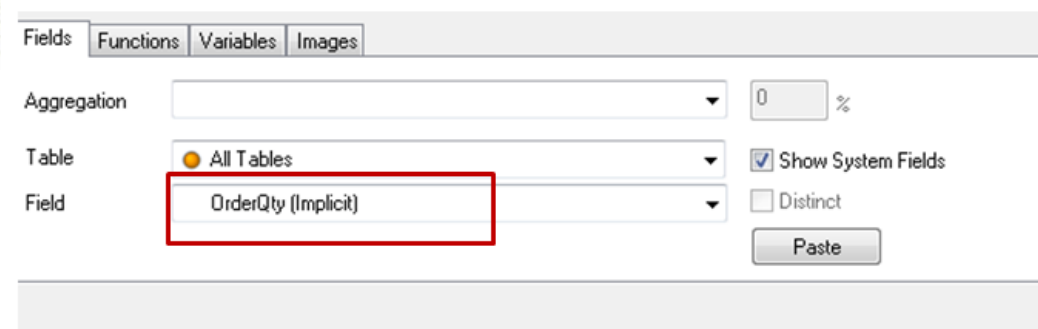 Fields Functions Variables Images
Aggregation 0 %
Table All Tables Show System Fields
Field OrderQty (Implicit) Distinct
Paste